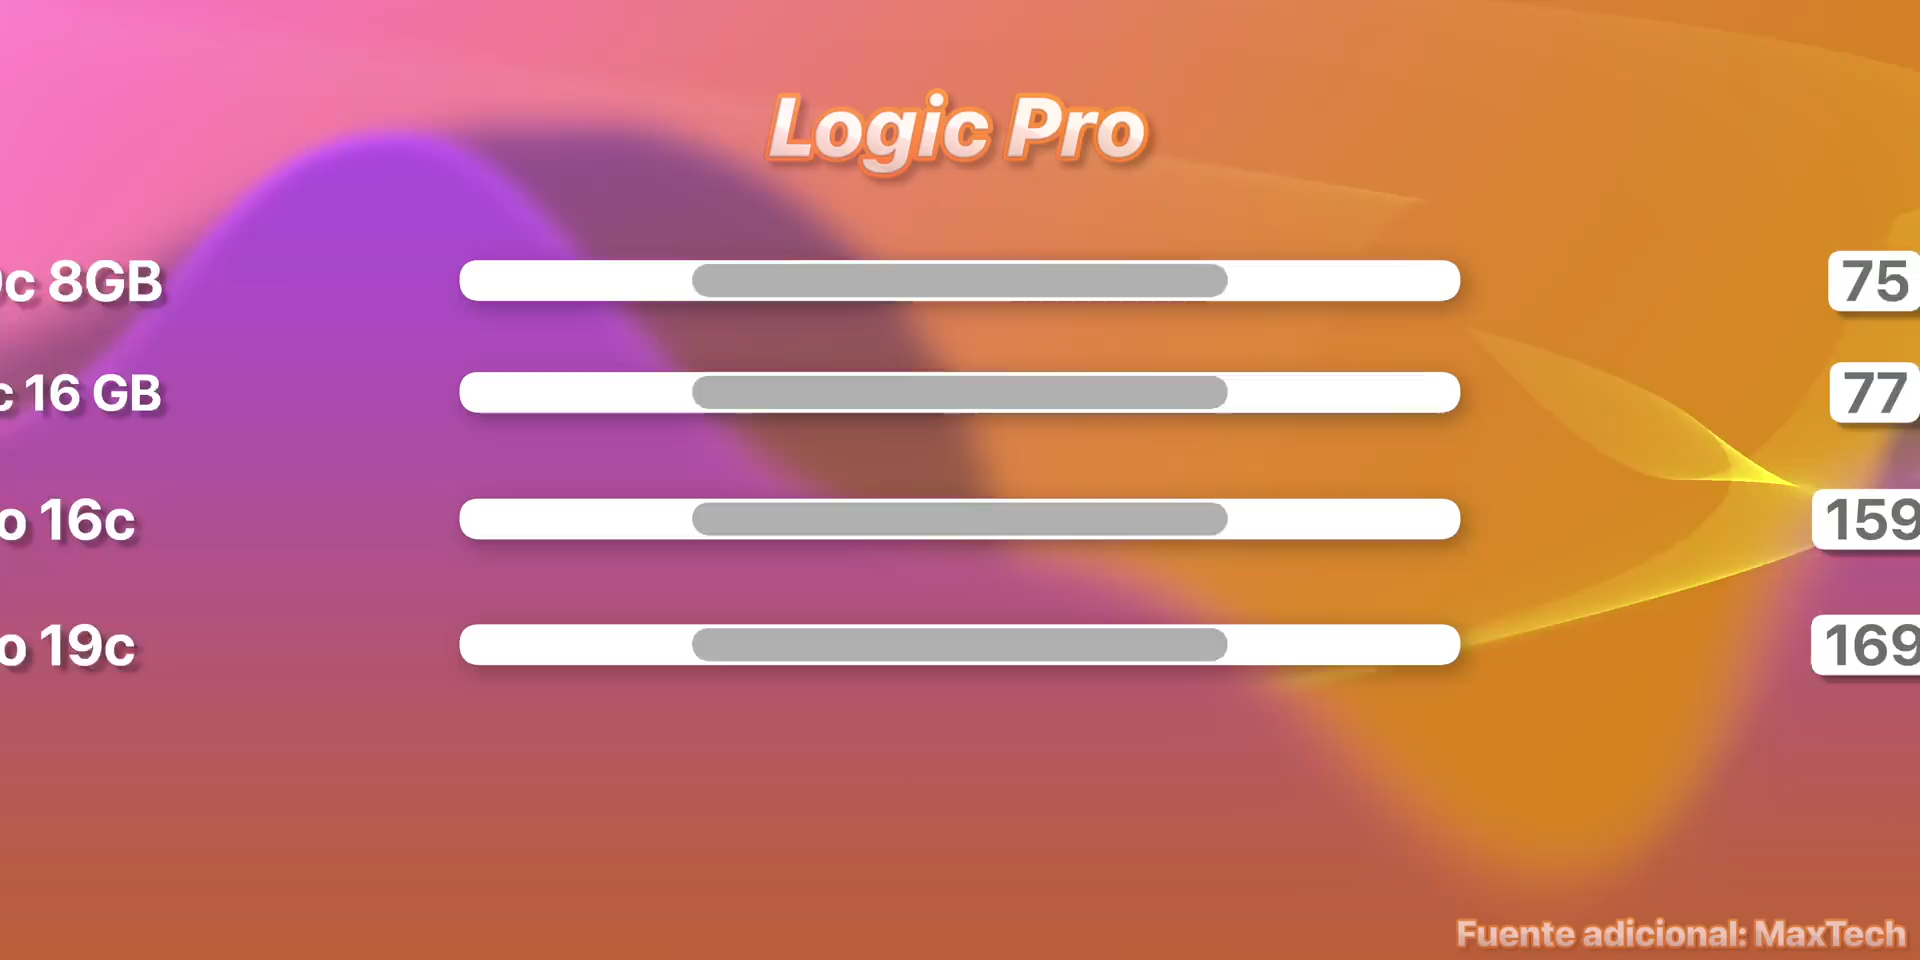 Logic Pro
c 8GB 75
c 16 GB 77
o 16c 159
o 19c 169
Fuente adicional: MaxTech